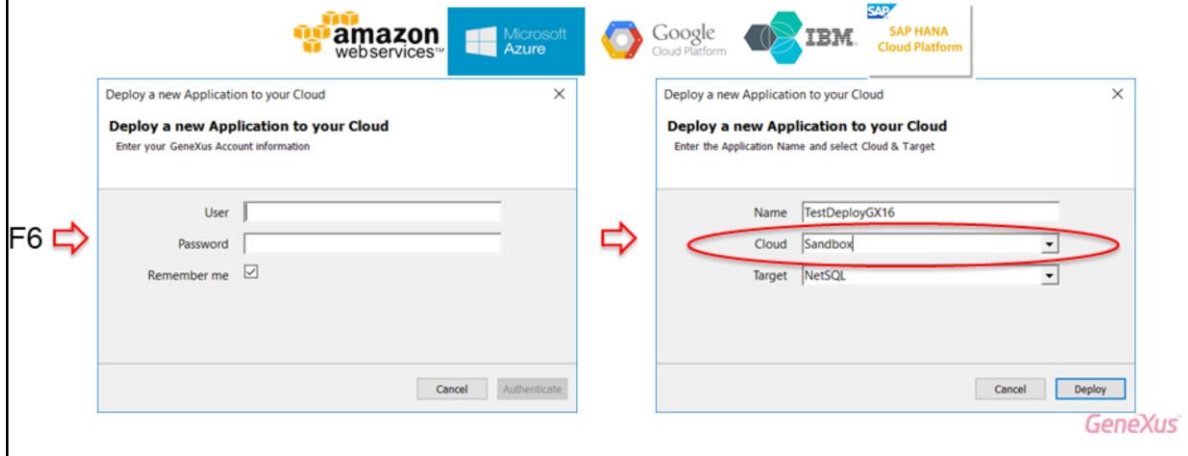 amazon
webservices™
Microsoft
Azure
Google
Cloud Platform
IBM.
SAP
SAP HANA
Cloud Platform
Deploy a new Application to your Cloud
Deploy a new Application to your Cloud
Enter your GeneXus Account information
F6
User
Password
Remember me
Cancel
Authenticate
Deploy a new Application to your Cloud
Deploy a new Application to your Cloud
Enter the Application Name and select Cloud & Target
Name TestDeployGX16
Cloud Sandbox
Target NetSQL
Cancel
Deploy
GeneXus